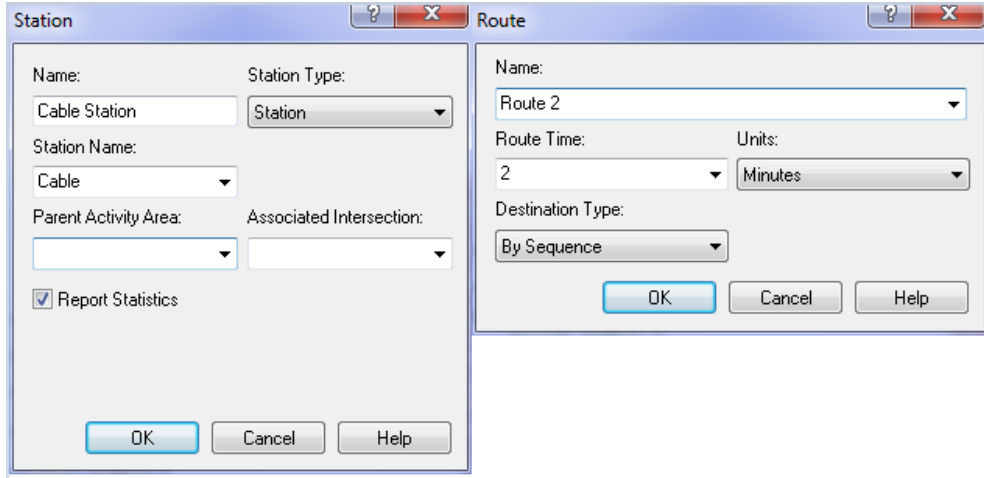 Station
Name:
Station Type:
Cable Station
Station
Station Name:
Cable
Parent Activity Area:
Associated Intersection:
Report Statistics
OK
Cancel
Help
Route
Name:
Route 2
Route Time:
Units:
2
Minutes
Destination Type:
By Sequence
OK
Cancel
Help